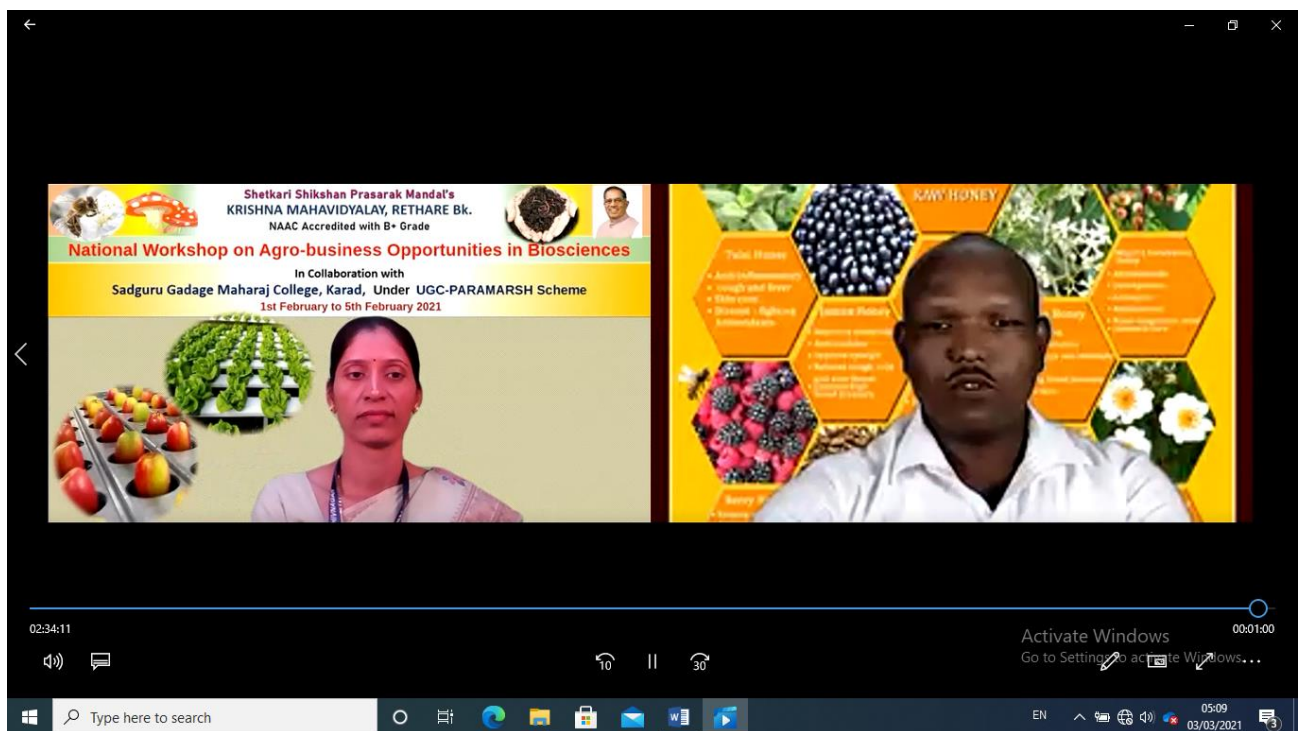 Shetkari Shikshan Prasarak Mandal's
KRISHNA MAHAVIDYALAY, RETHARE Bk.
NAAC Accredited with B+ Grade
National Workshop on Agro-business Opportunities in Biosciences
In Collaboration with
Sadguru Gadage Maharaj College, Karad, Under UGC-PARAMARSH Scheme
1st February to 5th February 2021
RAW HONEY
Tulsi Honey
Honey
02:34:11
00:01:00
10
30
Activate Windows
Go to Settings to activate Windows.
Type here to search
EN
05:09
03/03/2021
3